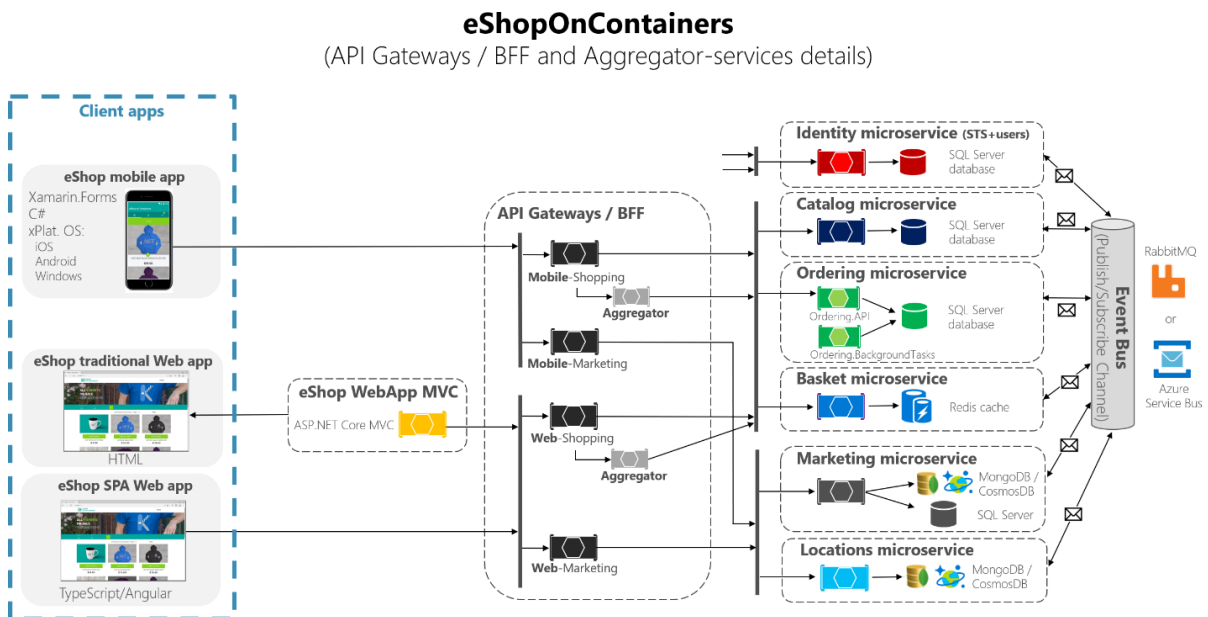 eShopOnContainers
(API Gateways / BFF and Aggregator-services details)
Client apps
eShop mobile app
Xamarin.Forms
C#
xPlat. OS:
iOS
Android
Windows
eShop traditional Web app
HTML
eShop SPA Web app
TypeScript/Angular
eShop WebApp MVC
ASP.NET Core MVC
API Gateways / BFF
Mobile-Shopping
Aggregator
Mobile-Marketing
Web-Shopping
Aggregator
Web-Marketing
Identity microservice (STS+users)
SQL Server
database
Catalog microservice
SQL Server
database
Ordering microservice
Ordering.API
Ordering.BackgroundTasks
SQL Server
database
Basket microservice
Redis cache
Marketing microservice
MongoDB /
CosmosDB
SQL Server
Locations microservice
MongoDB /
CosmosDB
Event Bus
(Publish/Subscribe Channel)
RabbitMQ
or
Azure
Service Bus